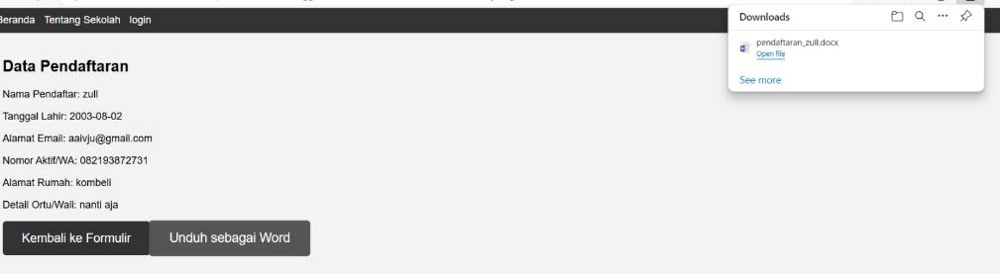 Beranda Tentang Sekolah login
Downloads
pendaftaran_zull.docx
Open file
See more
Data Pendaftaran
Nama Pendaftar: zull
Tanggal Lahir: 2003-08-02
Alamat Email: aaivju@gmail.com
Nomor Aktif/WA: 082193872731
Alamat Rumah: kombeli
Detail Ortu/Wali: nanti aja
Kembali ke Formulir Unduh sebagai Word